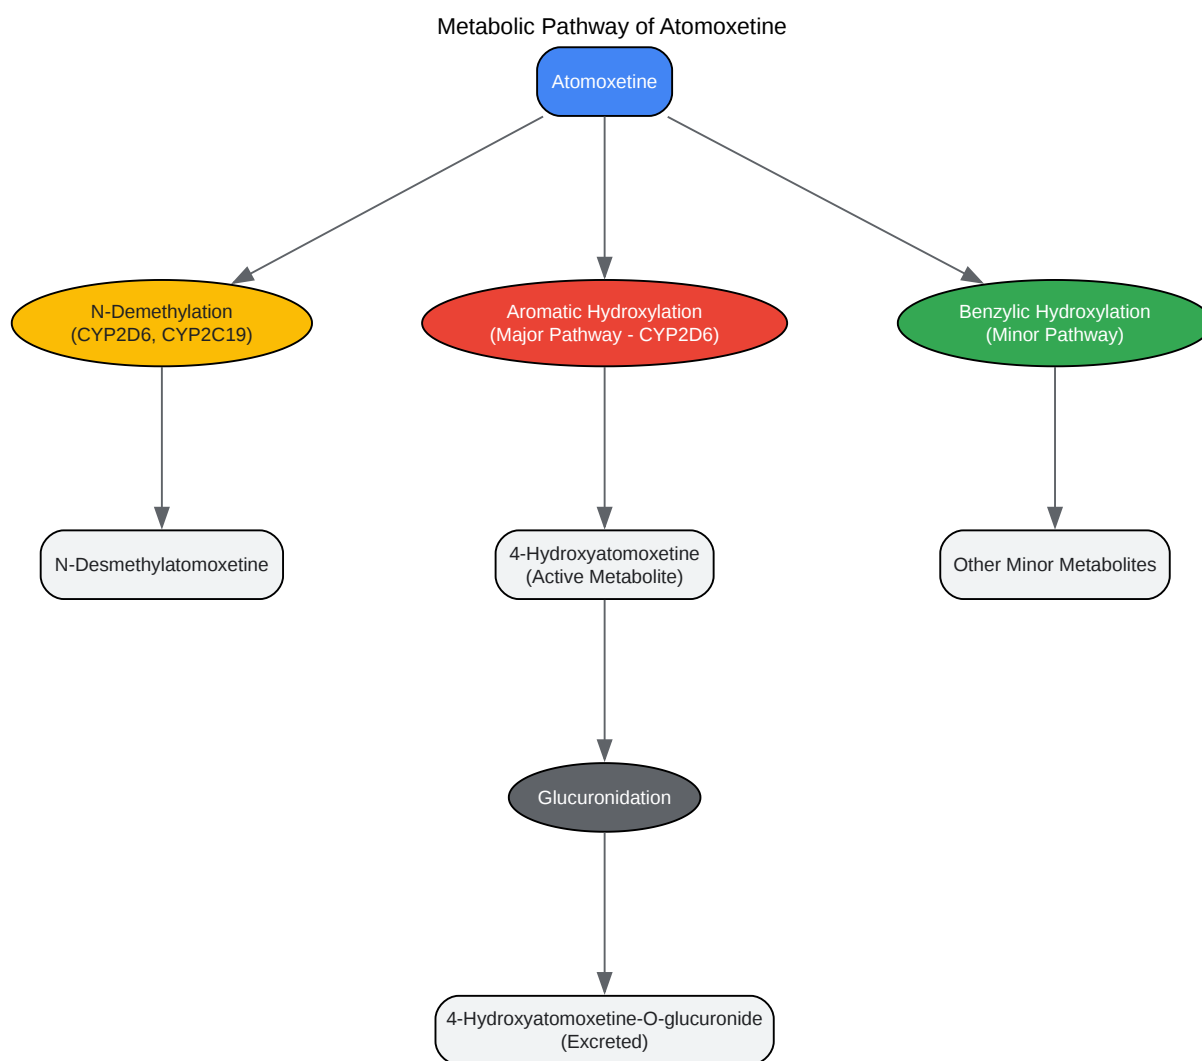 Metabolic Pathway of Atomoxetine
Atomoxetine
N-Demethylation
(CYP2D6, CYP2C19)
Aromatic Hydroxylation
(Major Pathway - CYP2D6)
Benzylic Hydroxylation
(Minor Pathway)
N-Desmethylatomoxetine
4-Hydroxyatomoxetine
(Active Metabolite)
Other Minor Metabolites
Glucuronidation
4-Hydroxyatomoxetine-O-glucuronide
(Excreted)